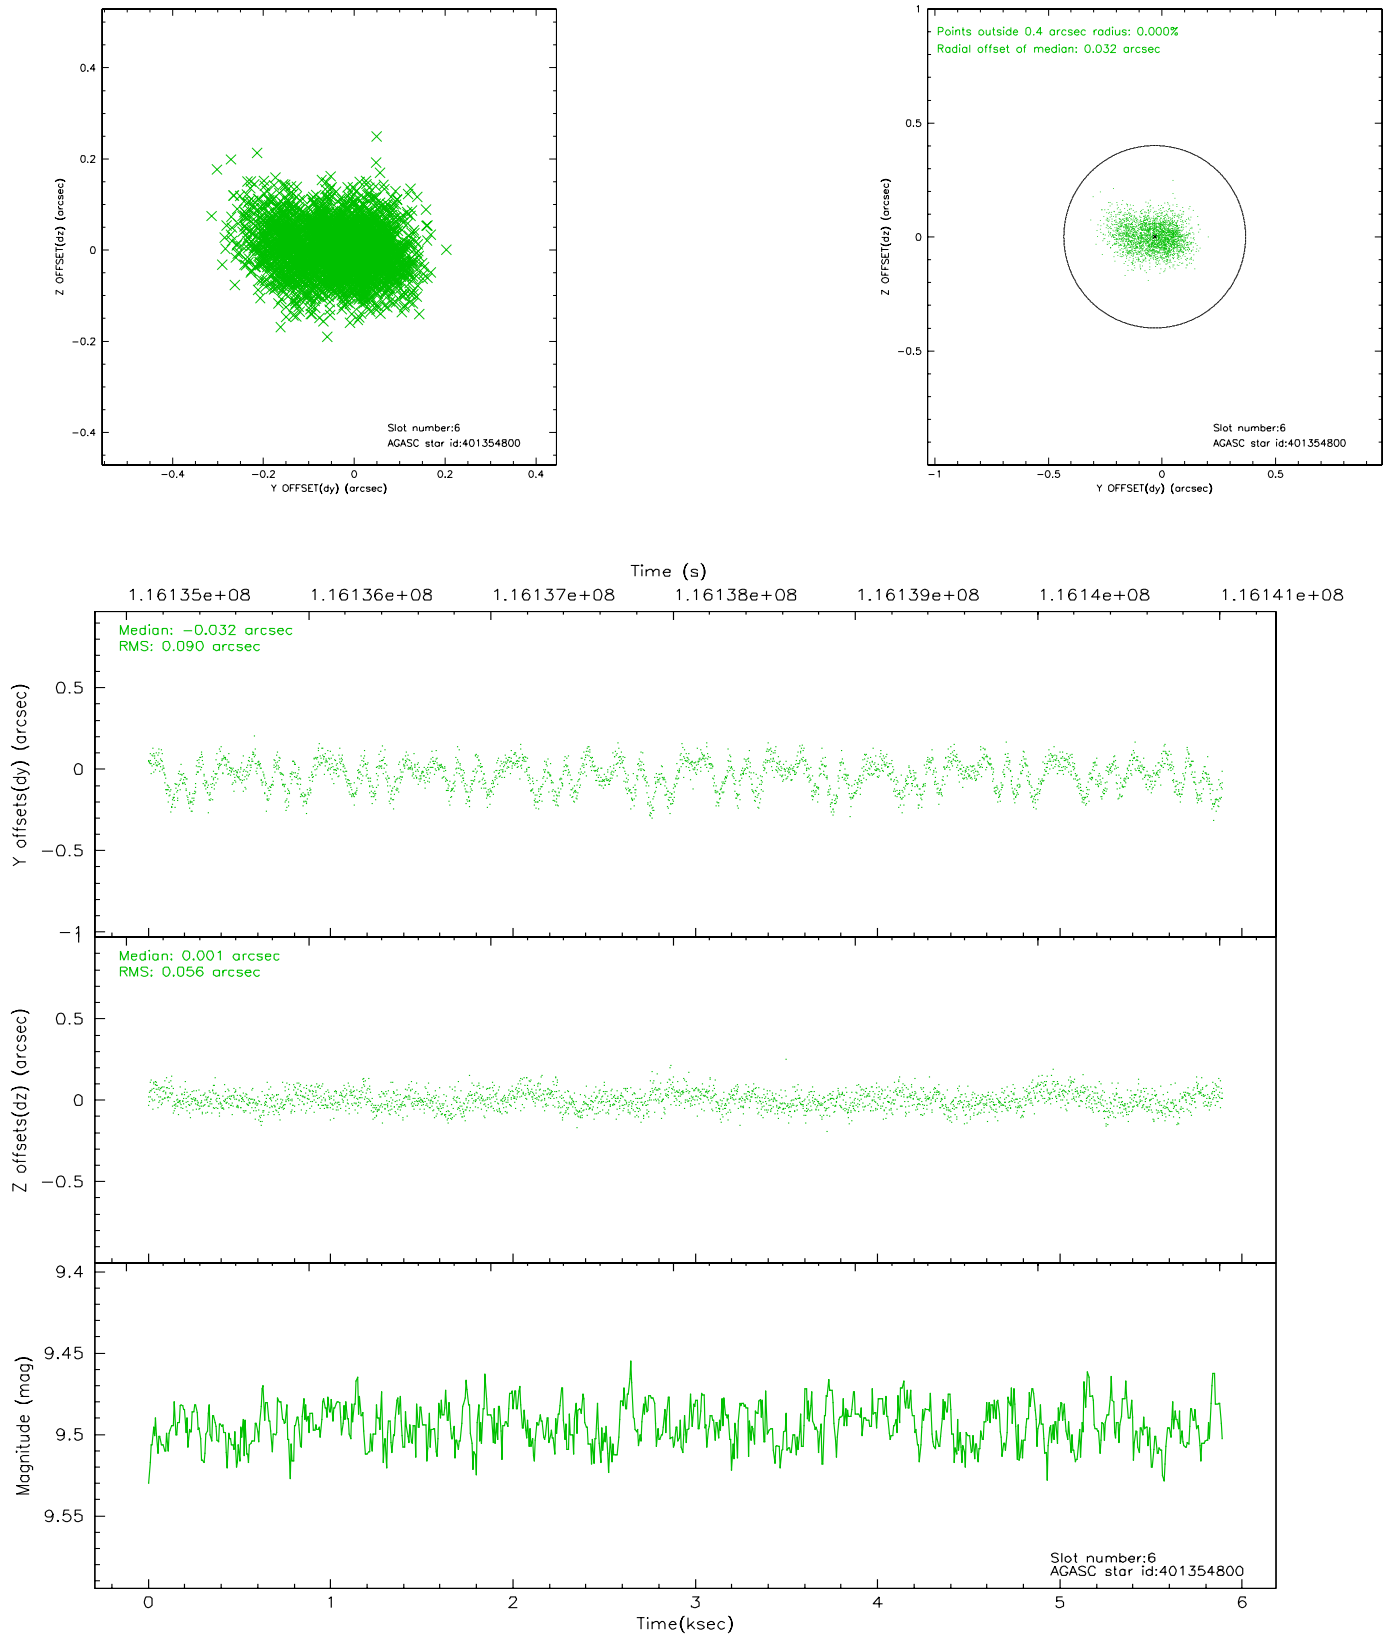 0.4
0.2
0
−0.2
−0.4
Z OFFSET(dz) (arcsec)
Slot number:6
AGASC star id:401354800
−0.4
−0.2
0
0.2
0.4
Y OFFSET(dy) (arcsec)
Points outside 0.4 arcsec radius: 0.000%
Radial offset of median: 0.032 arcsec
1
0.5
0
−0.5
Z OFFSET(dz) (arcsec)
Slot number:6
AGASC star id:401354800
−1
−0.5
0
0.5
Y OFFSET(dy) (arcsec)
Time (s)
1.16135e+08
1.16136e+08
1.16137e+08
1.16138e+08
1.16139e+08
1.1614e+08
1.16141e+08
Median: −0.032 arcsec
RMS: 0.090 arcsec
0.5
0
−0.5
−1
Y offsets(dy) (arcsec)
Median: 0.001 arcsec
RMS: 0.056 arcsec
1
0.5
0
−0.5
Z offsets(dz) (arcsec)
9.4
9.45
9.5
9.55
Magnitude (mag)
Slot number:6
AGASC star id:401354800
0
1
2
3
4
5
6
Time(ksec)